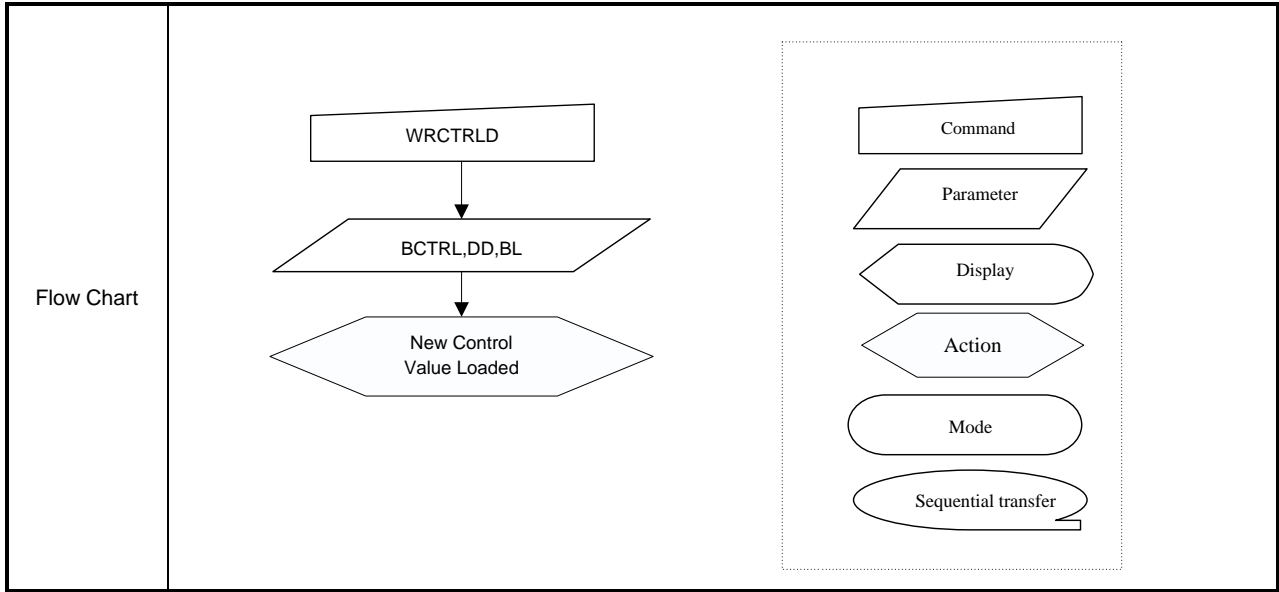 Flow Chart
WRCTRLD
BCTRL,DD,BL
New Control
Value Loaded
Command
Parameter
Display
Action
Mode
Sequential transfer